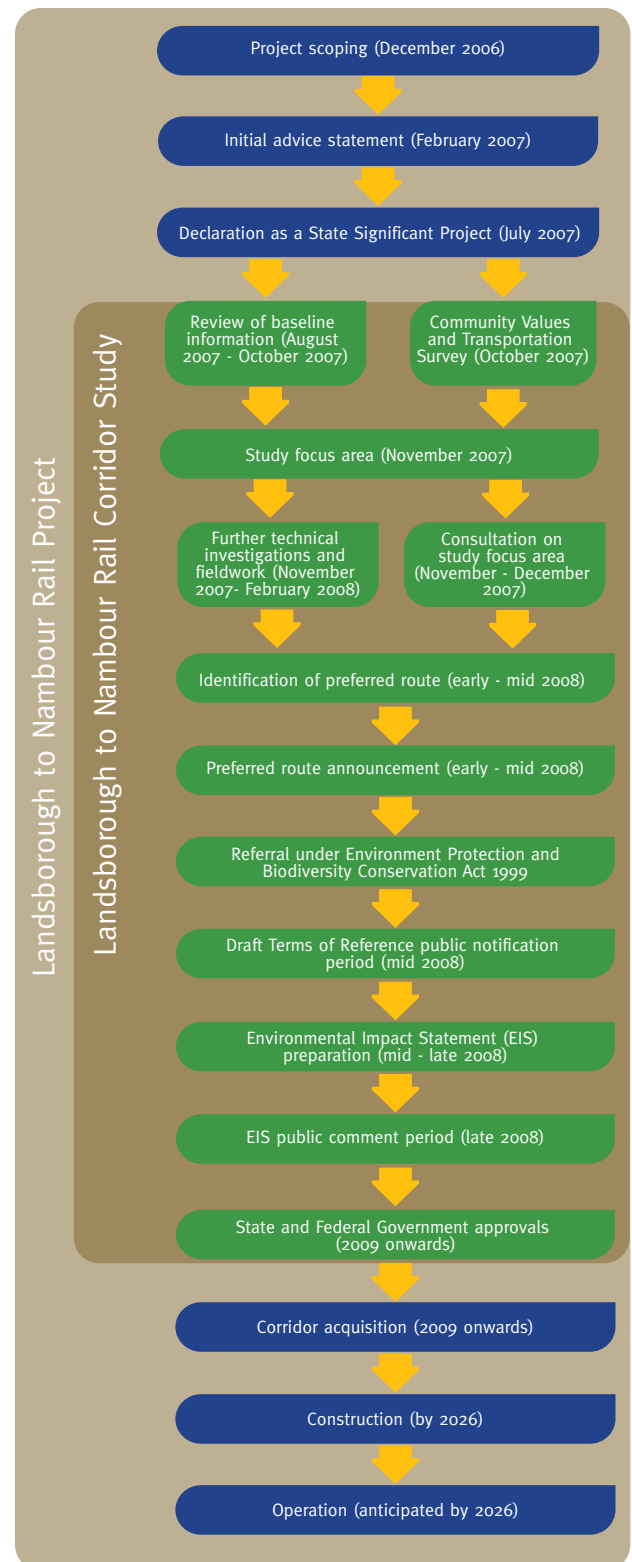 Landsborough to Nambour Rail Project
Landsborough to Nambour Rail Corridor Study
Project scoping (December 2006)
Initial advice statement (February 2007)
Declaration as a State Significant Project (July 2007)
Review of baseline
information (August
2007 - October 2007)
Community Values
and Transportation
Survey (October 2007)
Study focus area (November 2007)
Further technical
investigations and
fieldwork (November
2007- February 2008)
Consultation on
study focus area
(November - December
2007)
Identification of preferred route (early - mid 2008)
Preferred route announcement (early - mid 2008)
Referral under Environment Protection and
Biodiversity Conservation Act 1999
Draft Terms of Reference public notification
period (mid 2008)
Environmental Impact Statement (EIS)
preparation (mid - late 2008)
EIS public comment period (late 2008)
State and Federal Government approvals
(2009 onwards)
Corridor acquisition (2009 onwards)
Construction (by 2026)
Operation (anticipated by 2026)